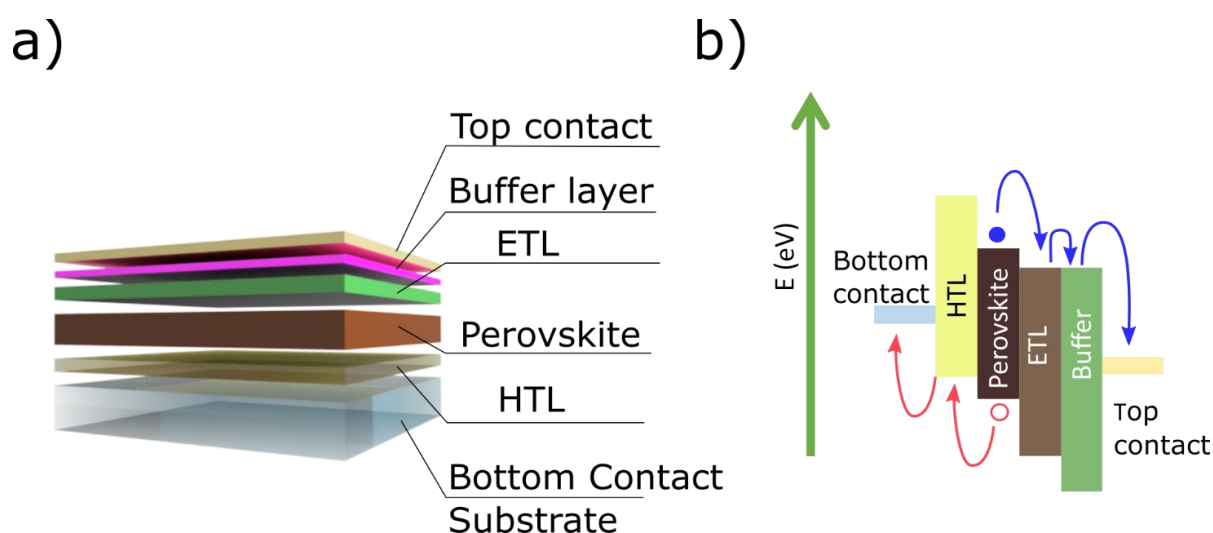 a)
Top contact
Buffer layer
ETL
Perovskite
HTL
Bottom Contact
Substrate
b)
E (eV)
Bottom
contact
HTL
Perovskite
ETL
Buffer
Top
contact